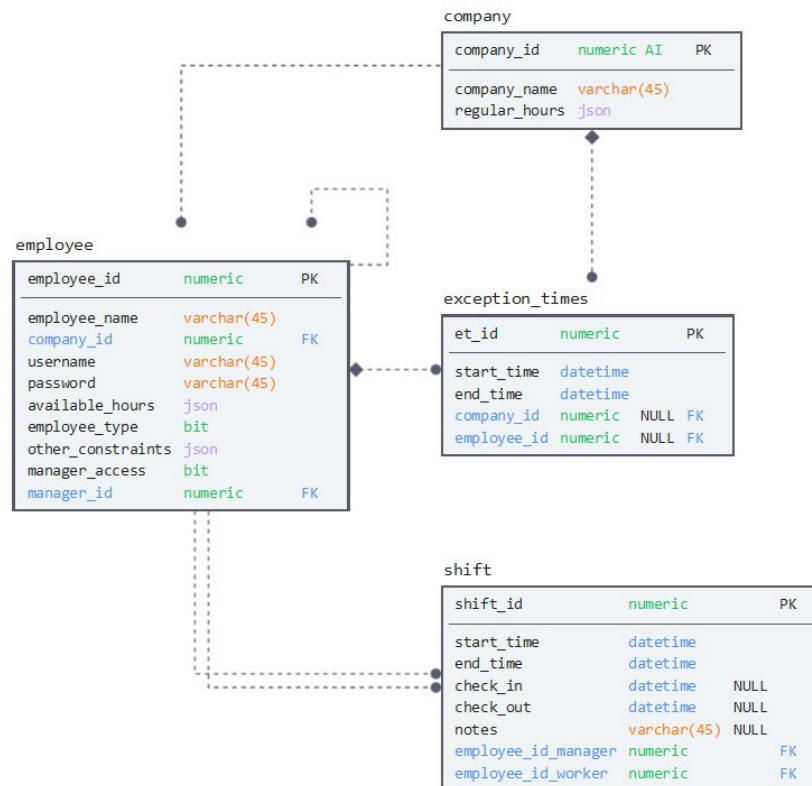 company
company_id numeric AI PK
company_name varchar(45)
regular_hours json
employee
employee_id numeric PK
employee_name varchar(45)
company_id numeric FK
username varchar(45)
password varchar(45)
available_hours json
employee_type bit
other_constraints json
manager_access bit
manager_id numeric FK
exception_times
et_id numeric PK
start_time datetime
end_time datetime
company_id numeric NULL FK
employee_id numeric NULL FK
shift
shift_id numeric PK
start_time datetime
end_time datetime
check_in datetime NULL
check_out datetime NULL
notes varchar(45) NULL
employee_id_manager numeric FK
employee_id_worker numeric FK